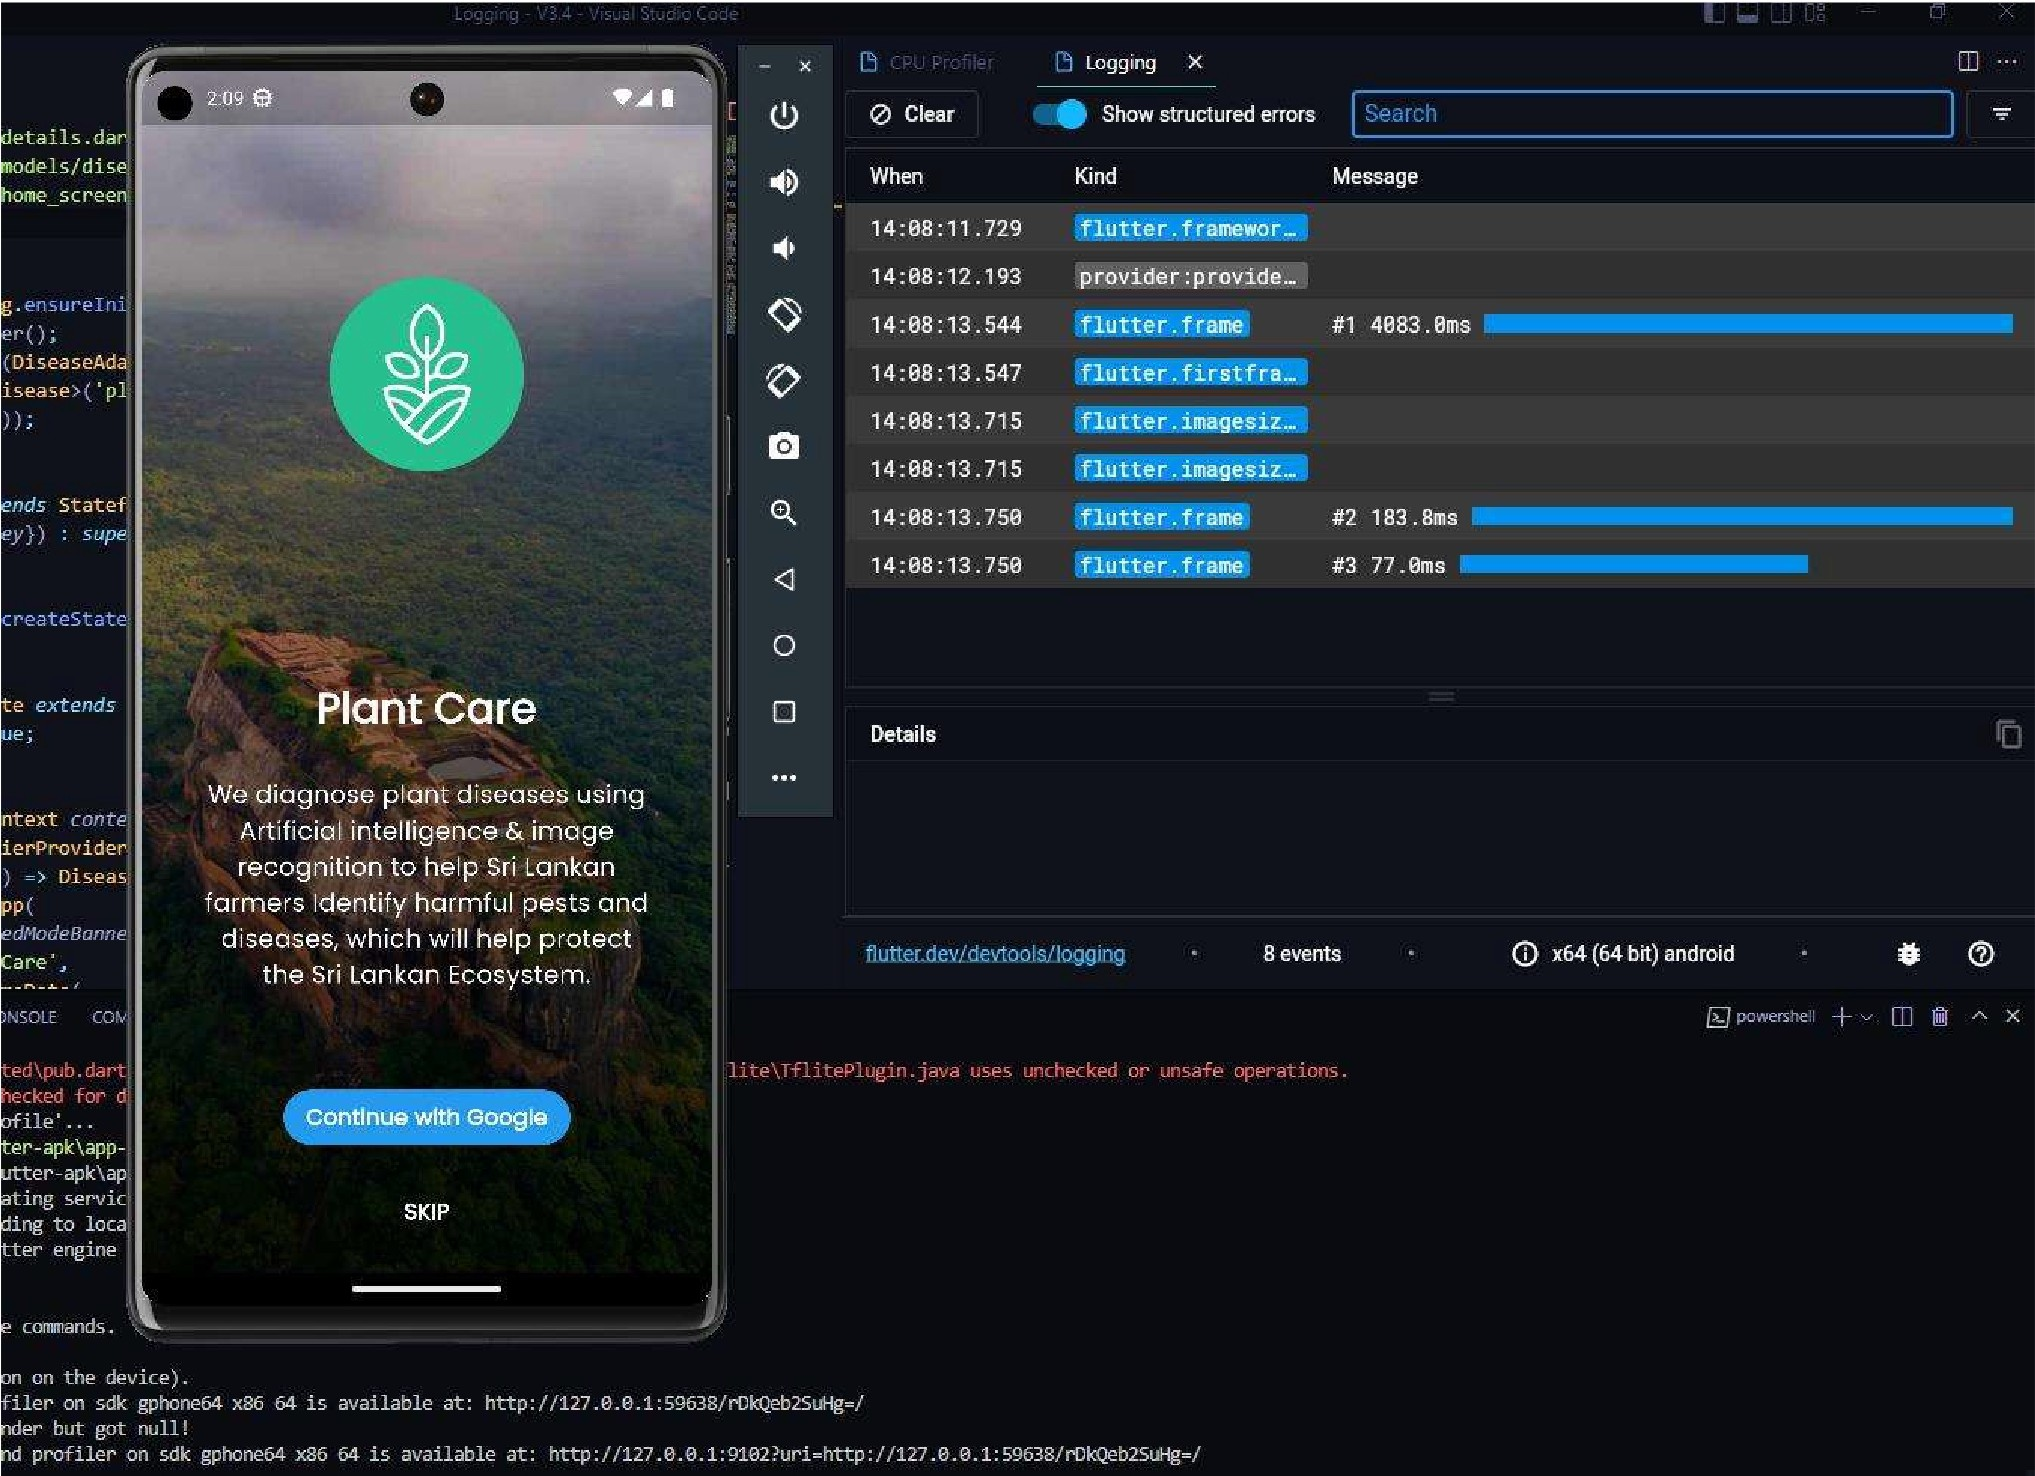 Logging - V3.4 - Visual Studio Code
details.dar
models/dise
home_screen
g.ensureIni
er();
(DiseaseAda
isease>('pl
));
ends Statef
ey}) : supe
createState
te extends
ue;
ntext conte
ierProvider
) => Diseas
pp(
edModeBanne
Care',
2:09
Plant Care
We diagnose plant diseases using
Artificial intelligence & image
recognition to help Sri Lankan
farmers Identify harmful pests and
diseases, which will help protect
the Sri Lankan Ecosystem.
Continue with Google
SKIP
CPU Profiler
Logging
Clear
Show structured errors
Search
When Kind Message
14:08:11.729 flutter.framewor…
14:08:12.193 provider:provide…
14:08:13.544 flutter.frame #1 4083.0ms
14:08:13.547 flutter.firstfra…
14:08:13.715 flutter.imagesiz…
14:08:13.715 flutter.imagesiz…
14:08:13.750 flutter.frame #2 183.8ms
14:08:13.750 flutter.frame #3 77.0ms
Details
flutter.dev/devtools/logging • 8 events • x64 (64 bit) android •
ONSOLE COM
powershell
ted\pub.dart lite\TflitePlugin.java uses unchecked or unsafe operations.
hecked for d
ofile'...
ter-apk\app-
utter-apk\ap
ating servic
ding to loca
tter engine
e commands.
on on the device).
filer on sdk gphone64 x86 64 is available at: http://127.0.0.1:59638/rDkQeb2SuHg=/
nder but got null!
nd profiler on sdk gphone64 x86 64 is available at: http://127.0.0.1:9102?uri=http://127.0.0.1:59638/rDkQeb2SuHg=/